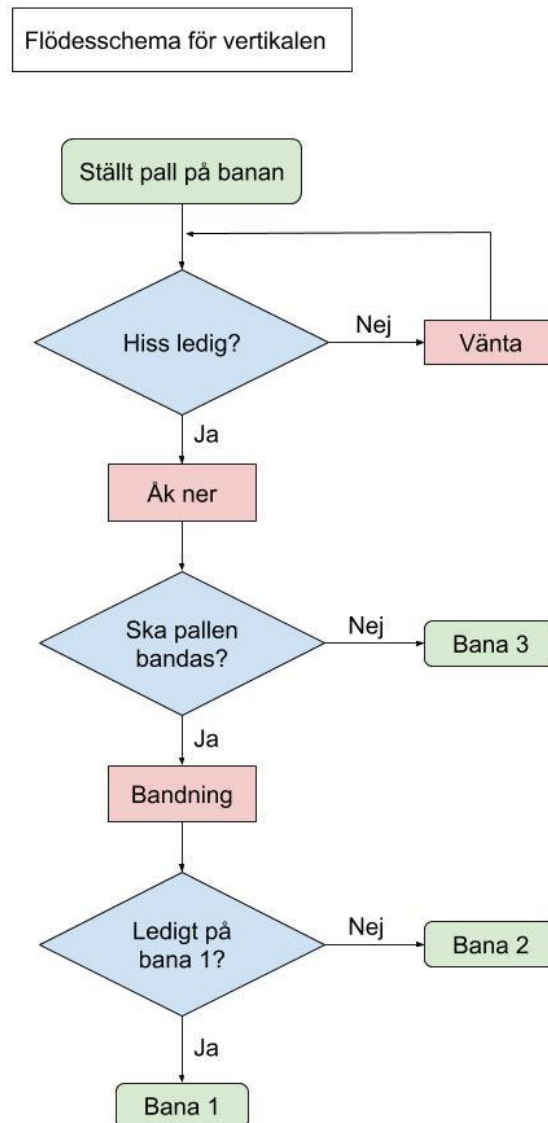 Flödesschema för vertikalen
Ställt pall på banan
Hiss ledig?
Nej
Vänta
Ja
Åk ner
Ska pallen
bandas?
Nej
Bana 3
Ja
Bandning
Ledigt på
bana 1?
Nej
Bana 2
Ja
Bana 1